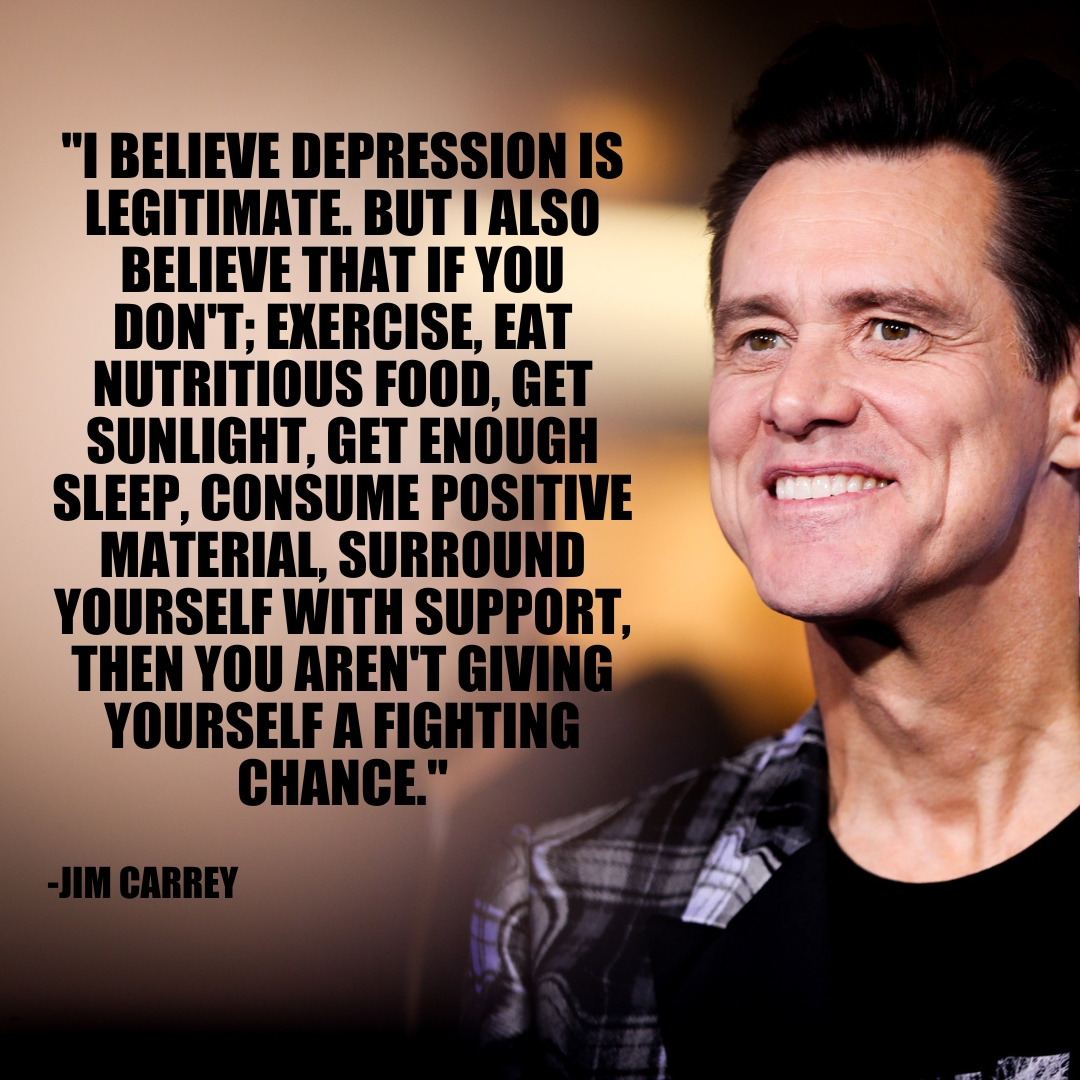 "I BELIEVE DEPRESSION IS
LEGITIMATE. BUT I ALSO
BELIEVE THAT IF YOU
DON'T; EXERCISE, EAT
NUTRITIOUS FOOD, GET
SUNLIGHT, GET ENOUGH
SLEEP, CONSUME POSITIVE
MATERIAL, SURROUND
YOURSELF WITH SUPPORT,
THEN YOU AREN'T GIVING
YOURSELF A FIGHTING
CHANCE."
-JIM CARREY